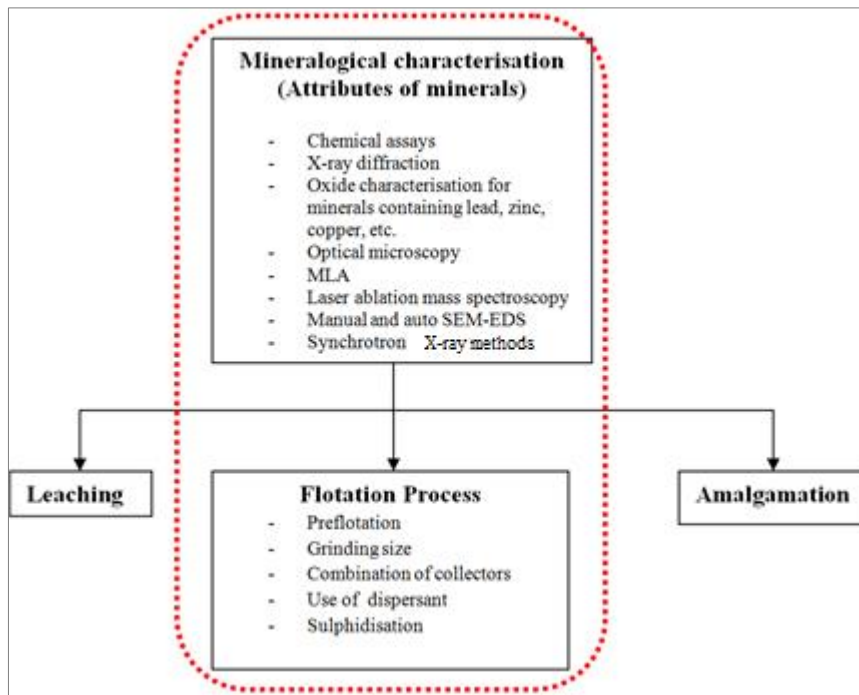 Mineralogical characterisation
(Attributes of minerals)
- Chemical assays
- X-ray diffraction
- Oxide characterisation for
minerals containing lead, zinc,
copper, etc.
- Optical microscopy
- MLA
- Laser ablation mass spectroscopy
- Manual and auto SEM-EDS
- Synchrotron X-ray methods
Leaching
Flotation Process
- Preflotation
- Grinding size
- Combination of collectors
- Use of dispersant
- Sulphidisation
Amalgamation